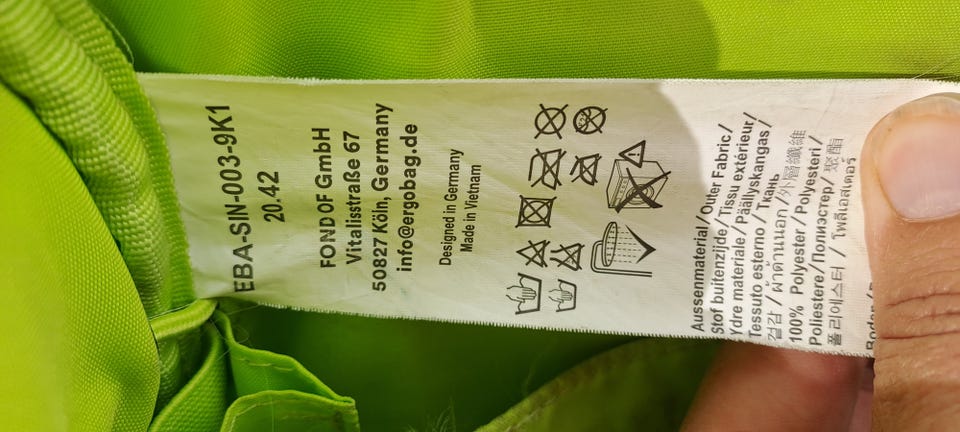 EBA-SIN-003-9K1
20.42
FOND OF GmbH
Vitalisstraße 67
50827 Köln, Germany
info@ergobag.de
Designed in Germany
Made in Vietnam
Aussenmaterial / Outer Fabric /
Stof buitenzijde / Tissu extérieur /
Ydre materiale / Päällyskangas /
Tessuto esterno / Ткань
겉감 / ผ้าด้านนอก / 外層纖維
100% Polyester / Polyesteri /
Poliestere / Полиэстер / 聚酯
폴리에스터 / โพลีเอสเตอร์